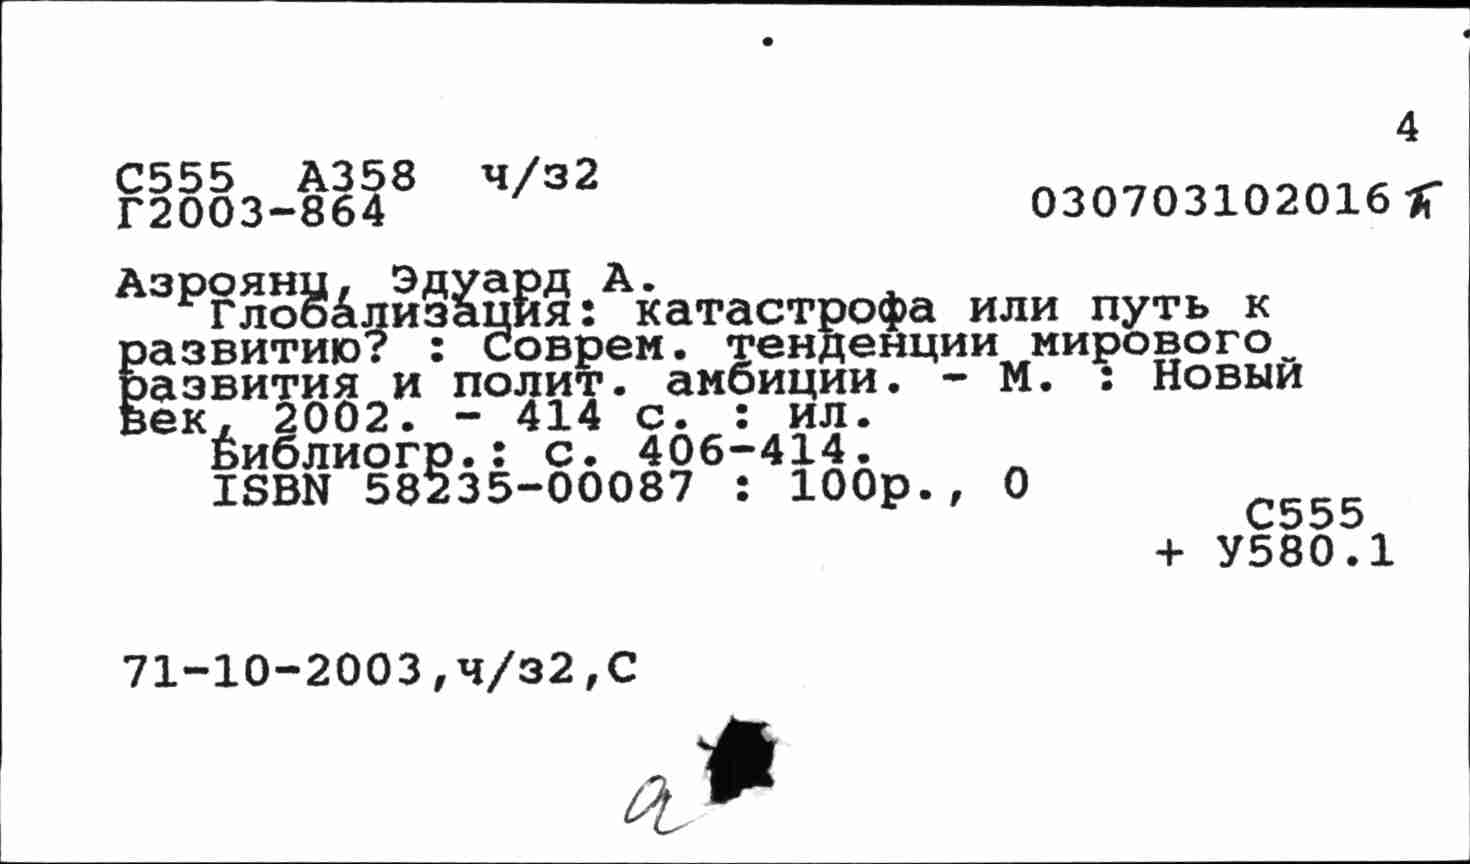 4
С555 А358 ч/з2
Г2003-864
030703102016
Азроянц, Эдуард А.
Глобализация: катастрофа или путь к
развитию? : Соврем. тенденции мирового
развития и полит. амбиции. - М. : Новый
век, 2002. - 414 с. : ил.
Библиогр.: с. 406-414.
ISBN 58235-00087 : 100р., 0
С555
+ У580.1
71-10-2003,ч/з2,С
а